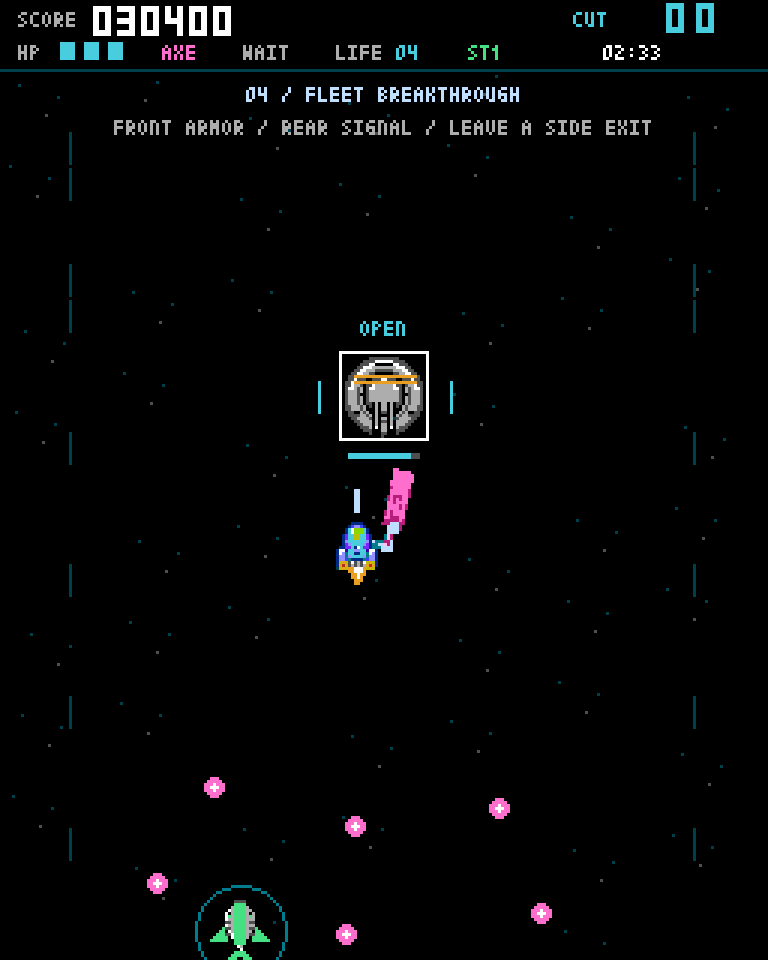 SCORE 030400 CUT 00
HP AXE WAIT LIFE 04 ST1 02:33
04 / FLEET BREAKTHROUGH
FRONT ARMOR / REAR SIGNAL / LEAVE A SIDE EXIT
OPEN